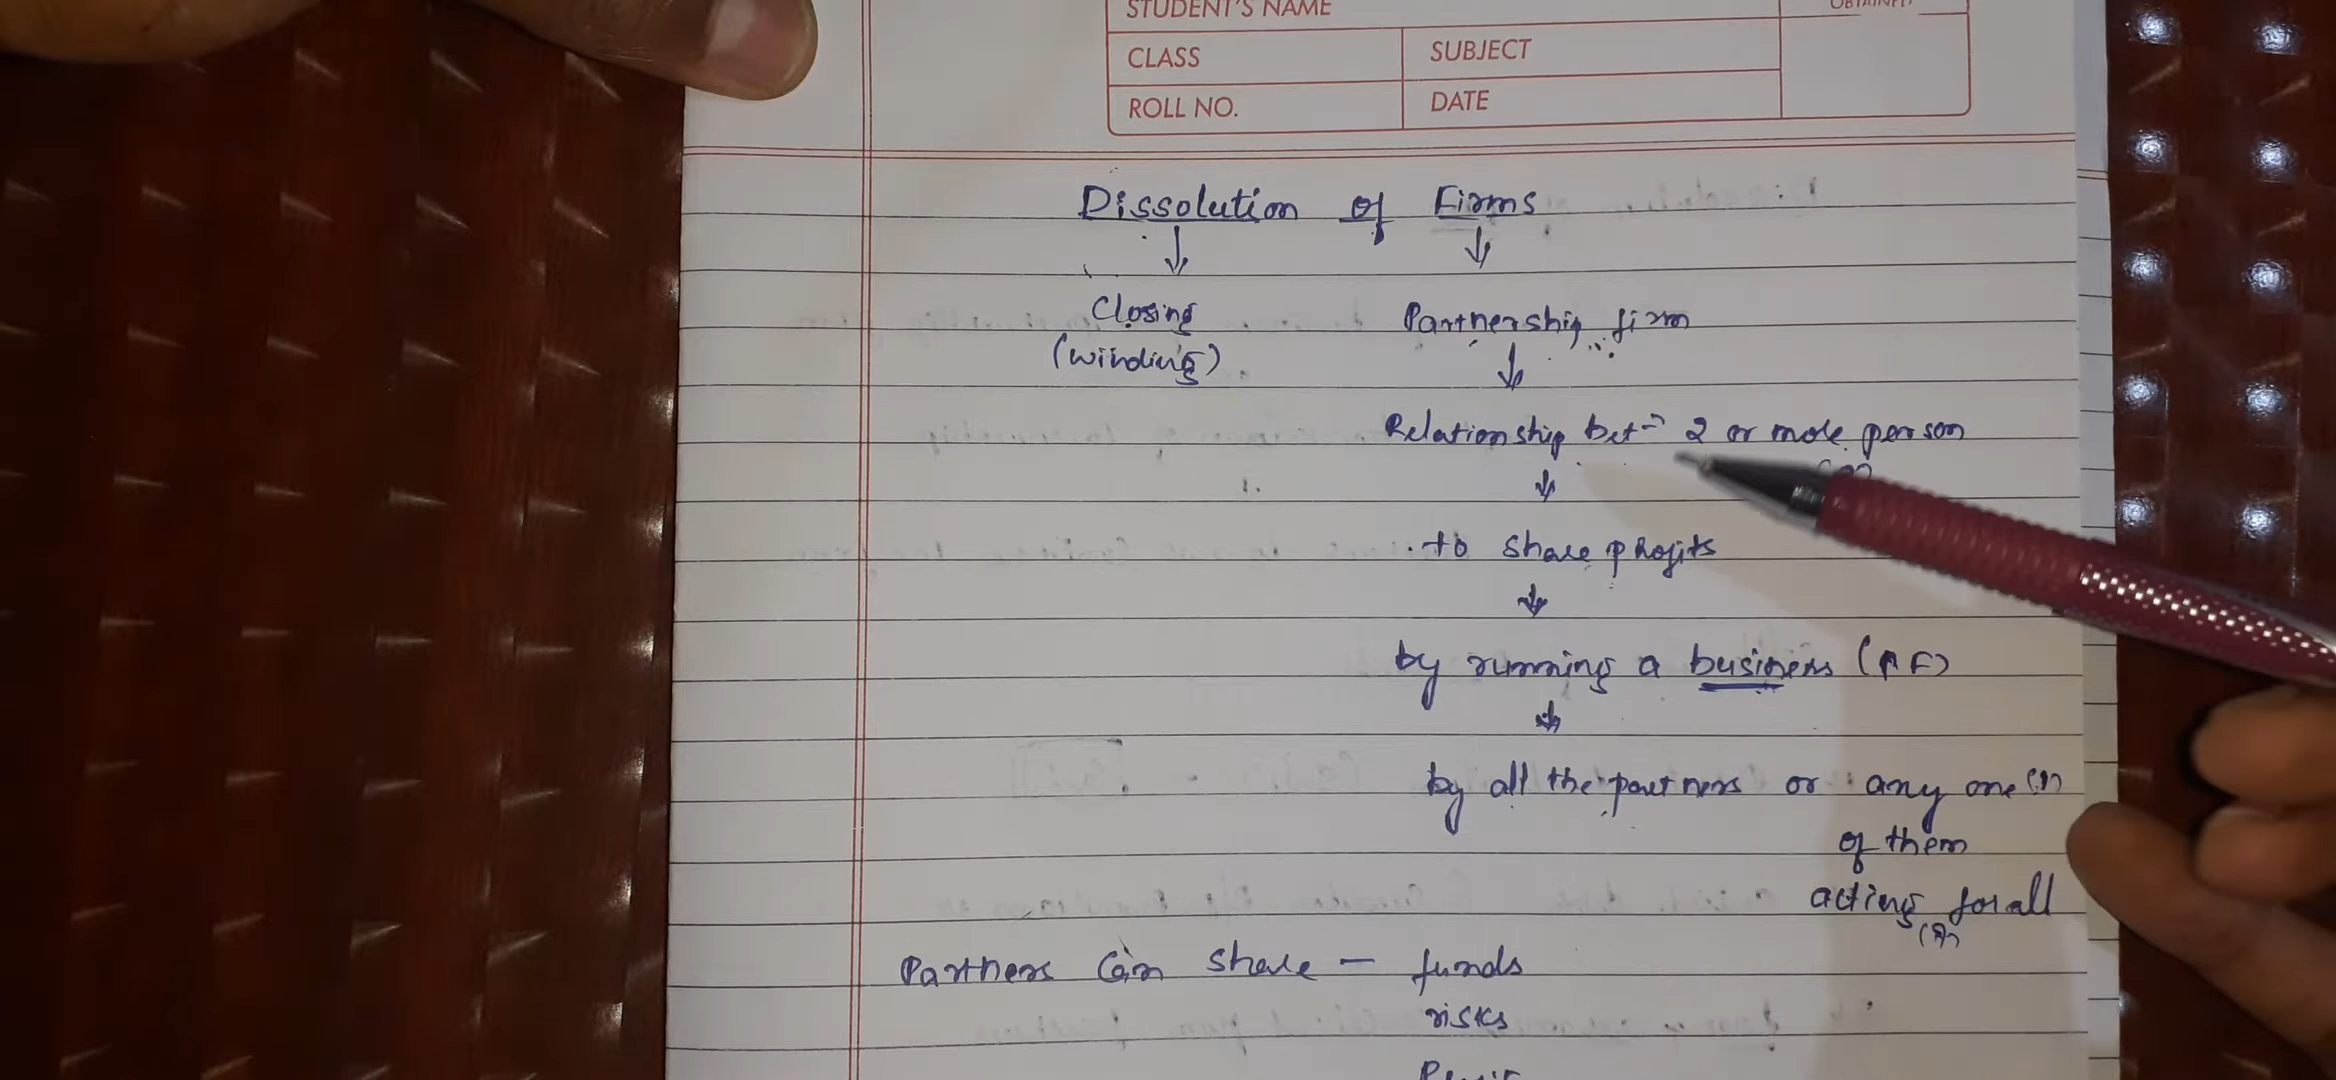 STUDENT'S NAME
CLASS SUBJECT
ROLL NO. DATE
Dissolution of Firms
Closing Partnership firm
(winding)
Relationship betn 2 or more person
to share profits
by running a business (PF)
by all the partners or any one (1)
of them
acting for all
Partners can share - funds
risks